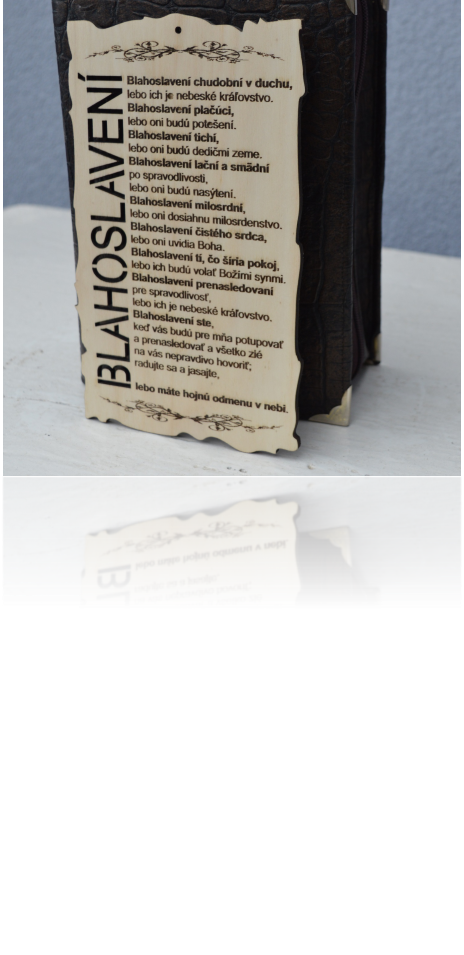 BLAHOSLAVENÍ
Blahoslavení chudobní v duchu,
lebo ich je nebeské kráľovstvo.
Blahoslavení plačúci,
lebo oni budú potešení.
Blahoslavení tichí,
lebo oni budú dedičmi zeme.
Blahoslavení lační a smädní
po spravodlivosti,
lebo oni budú nasýtení.
Blahoslavení milosrdní,
lebo oni dosiahnu milosrdenstvo.
Blahoslavení čistého srdca,
lebo oni uvidia Boha.
Blahoslavení tí, čo šíria pokoj,
lebo ich budú volať Božími synmi.
Blahoslavení prenasledovaní
pre spravodlivosť,
lebo ich je nebeské kráľovstvo.
Blahoslavení ste,
keď vás budú pre mňa potupovať
a prenasledovať a všetko zlé
na vás nepravdivo hovoriť;
radujte sa a jasajte,
lebo máte hojnú odmenu v nebi.